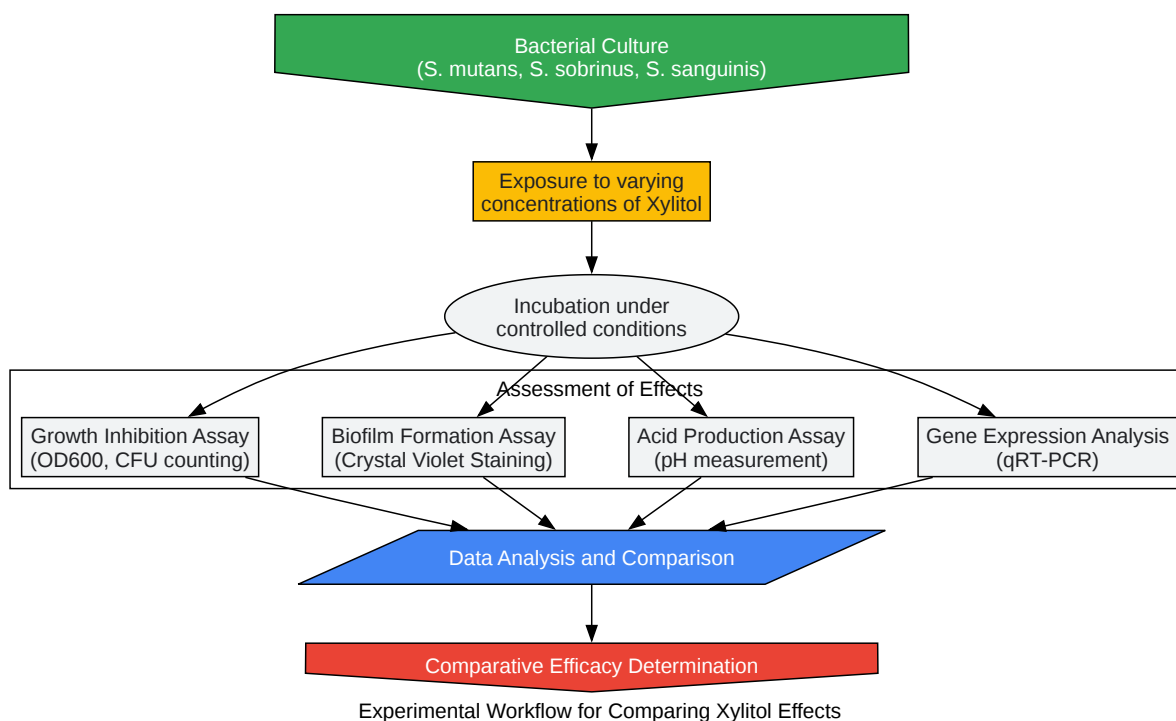 Bacterial Culture
(S. mutans, S. sobrinus, S. sanguinis)
Exposure to varying
concentrations of Xylitol
Incubation under
controlled conditions
Assessment of Effects
Growth Inhibition Assay
(OD600, CFU counting)
Biofilm Formation Assay
(Crystal Violet Staining)
Acid Production Assay
(pH measurement)
Gene Expression Analysis
(qRT-PCR)
Data Analysis and Comparison
Comparative Efficacy Determination
Experimental Workflow for Comparing Xylitol Effects